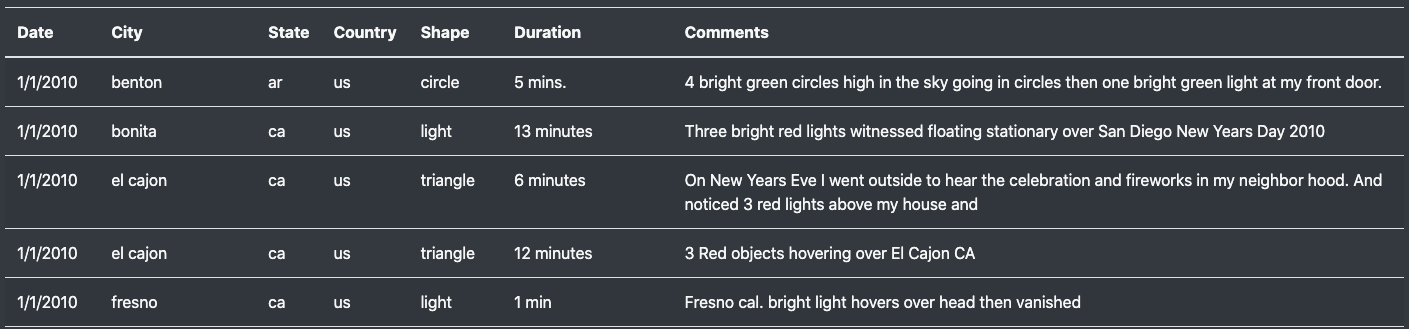 Date City State Country Shape Duration Comments
1/1/2010 benton ar us circle 5 mins. 4 bright green circles high in the sky going in circles then one bright green light at my front door.
1/1/2010 bonita ca us light 13 minutes Three bright red lights witnessed floating stationary over San Diego New Years Day 2010
1/1/2010 el cajon ca us triangle 6 minutes On New Years Eve I went outside to hear the celebration and fireworks in my neighbor hood. And
noticed 3 red lights above my house and
1/1/2010 el cajon ca us triangle 12 minutes 3 Red objects hovering over El Cajon CA
1/1/2010 fresno ca us light 1 min Fresno cal. bright light hovers over head then vanished